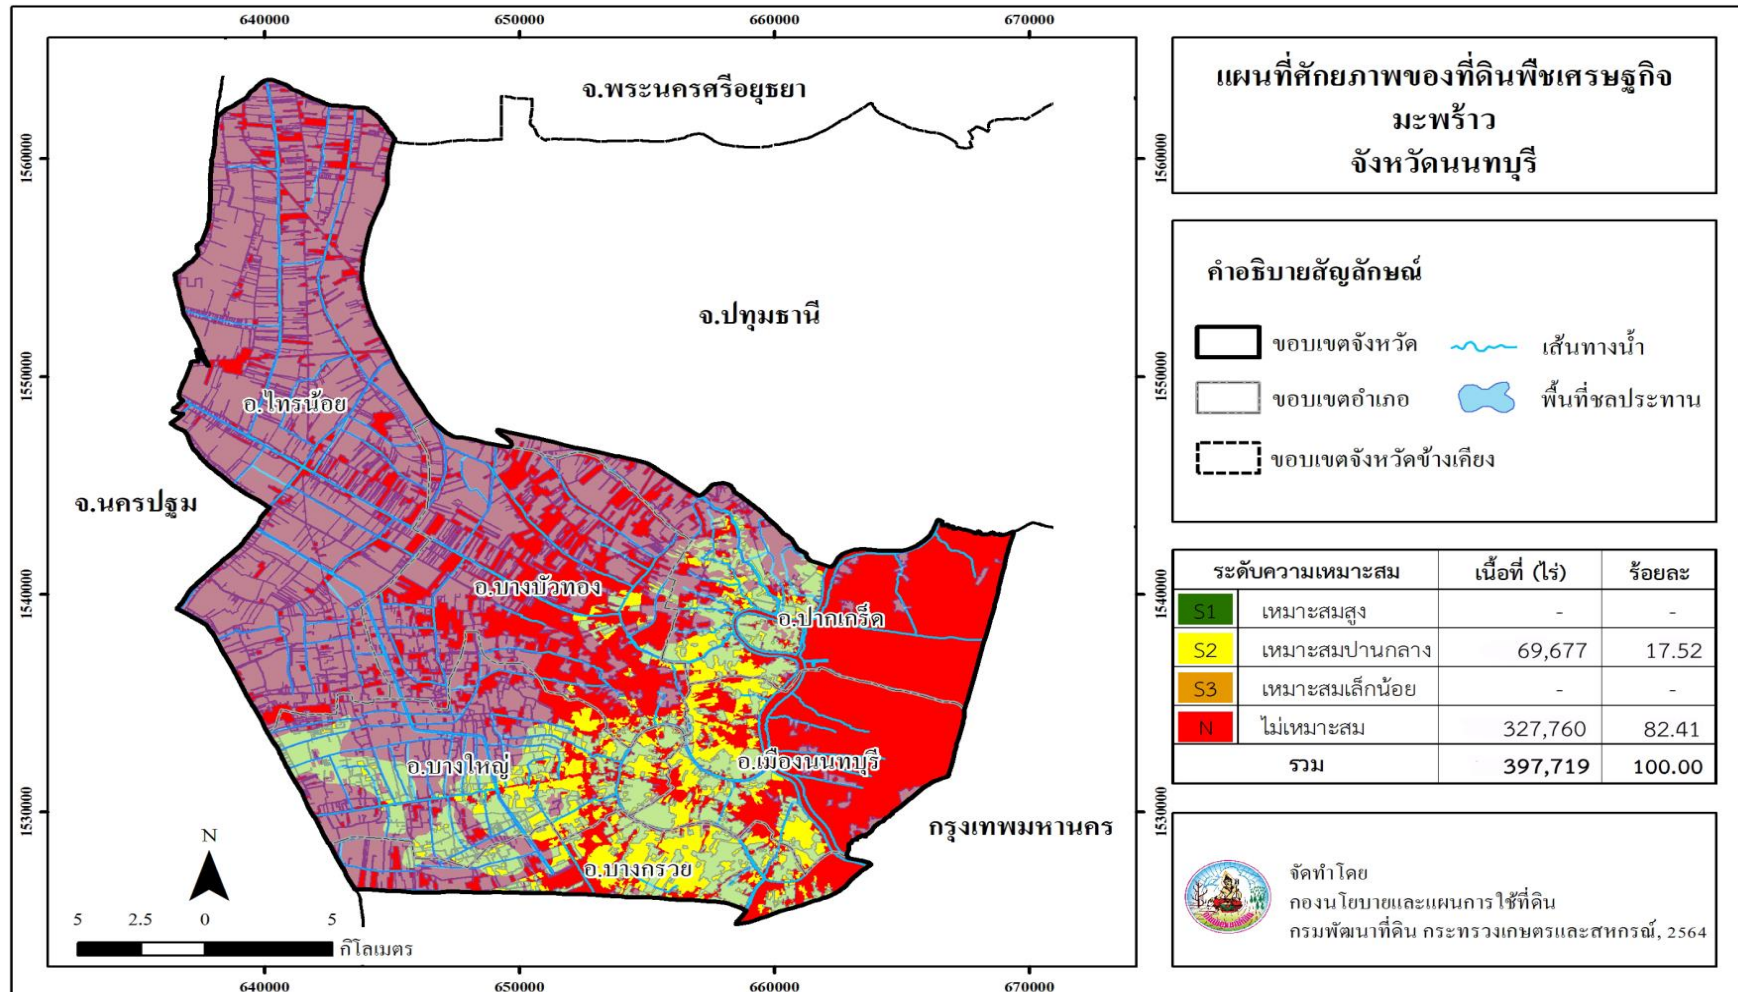 640000 650000 660000 670000
แผนที่ศักยภาพของที่ดินพืชเศรษฐกิจ
มะพร้าว
จังหวัดนนทบุรี
จ.พระนครศรีอยุธยา
1560000 1560000
จ.ปทุมธานี
คำอธิบายสัญลักษณ์
ขอบเขตจังหวัด เส้นทางน้ำ
ขอบเขตอำเภอ พื้นที่ชลประทาน
ขอบเขตจังหวัดข้างเคียง
1550000 1550000
อ.ไทรน้อย
จ.นครปฐม
อ.บางบัวทอง
1540000 1540000
อ.ปากเกร็ด
ระดับความเหมาะสม เนื้อที่ (ไร่) ร้อยละ
S1 เหมาะสมสูง - -
S2 เหมาะสมปานกลาง 69,677 17.52
S3 เหมาะสมเล็กน้อย - -
N ไม่เหมาะสม 327,760 82.41
รวม 397,719 100.00
อ.บางใหญ่ อ.เมืองนนทบุรี
1530000 1530000
กรุงเทพมหานคร
อ.บางกรวย
N
5 2.5 0 5
กิโลเมตร
จัดทำโดย
กองนโยบายและแผนการใช้ที่ดิน
กรมพัฒนาที่ดิน กระทรวงเกษตรและสหกรณ์, 2564
640000 650000 660000 670000